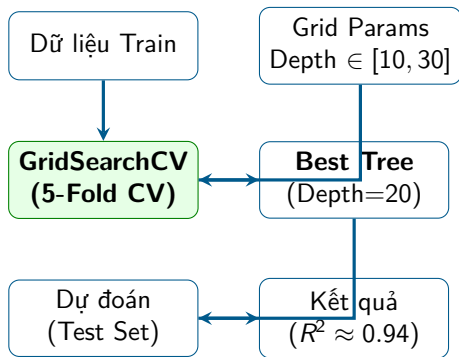 Dữ liệu Train
Grid Params
Depth ∈ [10, 30]
GridSearchCV
(5-Fold CV)
Best Tree
(Depth=20)
Dự đoán
(Test Set)
Kết quả
(R² ≈ 0.94)